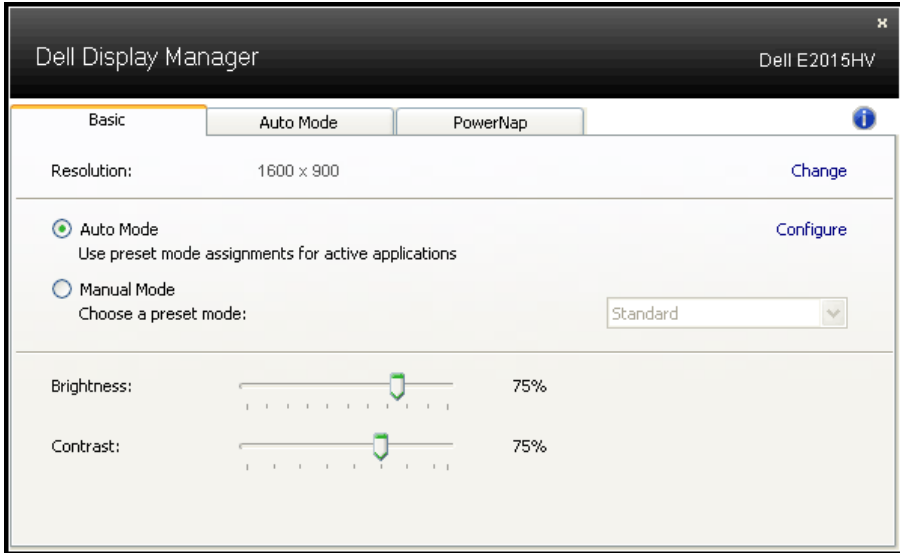 Dell Display Manager
Dell E2015HV
Basic
Auto Mode
PowerNap
Resolution:
1600 x 900
Change
Auto Mode
Configure
Use preset mode assignments for active applications
Manual Mode
Choose a preset mode:
Standard
Brightness:
75%
Contrast:
75%